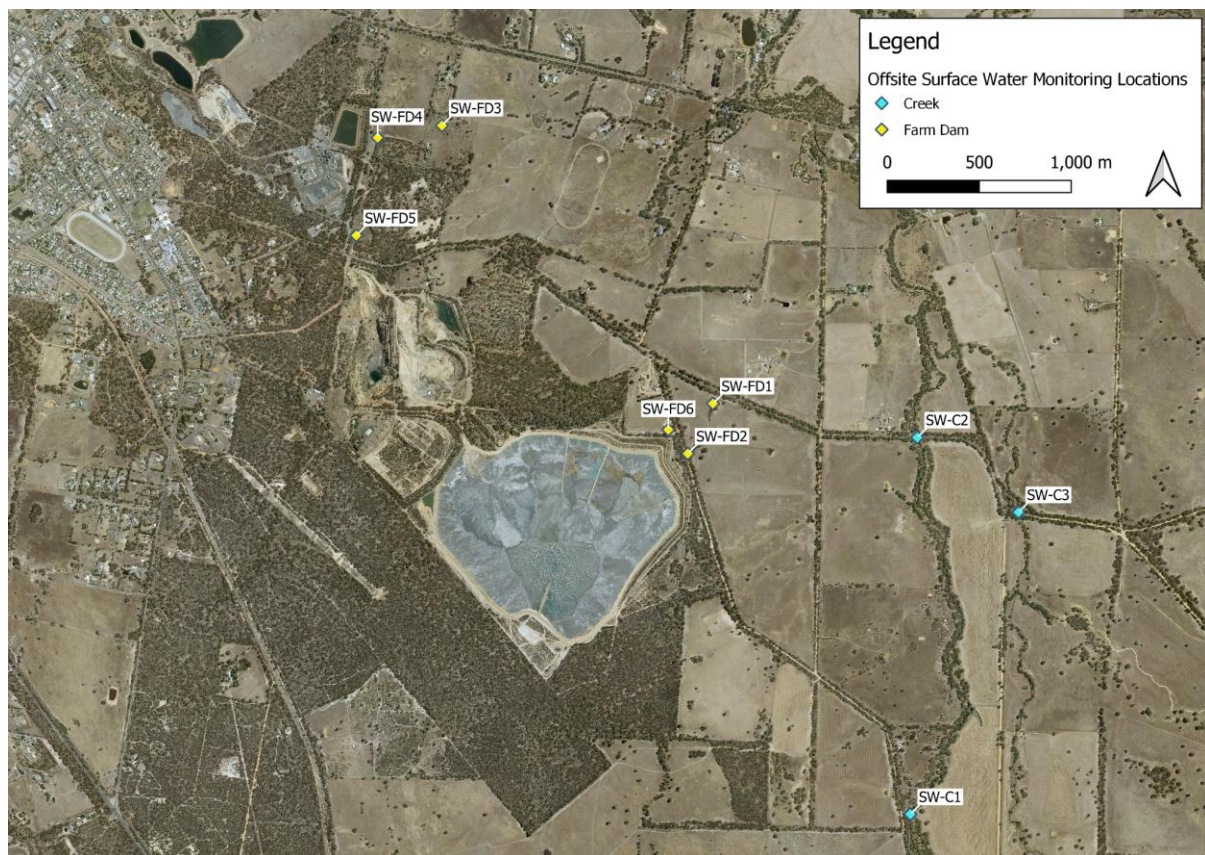 Legend
Offsite Surface Water Monitoring Locations
Creek
Farm Dam
0 500 1,000 m
SW-FD4
SW-FD3
SW-FD5
SW-FD1
SW-FD6
SW-FD2
SW-C2
SW-C3
SW-C1